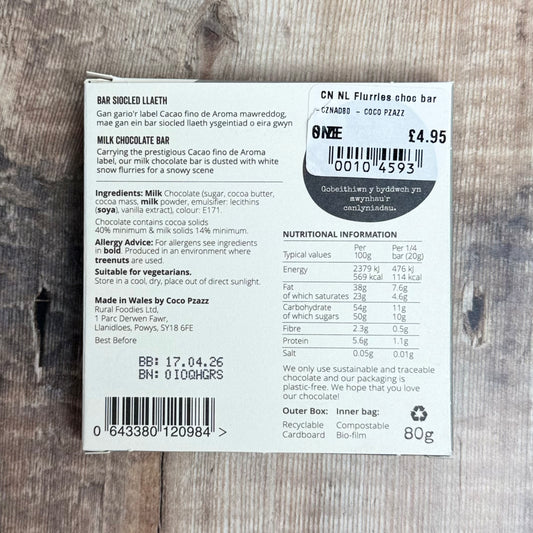 BAR SIOCLED LLAETH
Gan gario'r label Cacao fino de Aroma mawreddog,
mae gan ein bar siocled llaeth ysgeintiad o eira gwyn
MILK CHOCOLATE BAR
Carrying the prestigious Cacao fino de Aroma
label, our milk chocolate bar is dusted with white
snow flurries for a snowy scene
Ingredients: Milk Chocolate (sugar, cocoa butter,
cocoa mass, milk powder, emulsifier: lecithins
(soya), vanilla extract), colour: E171.
Chocolate contains cocoa solids
40% minimum & milk solids 14% minimum.
Allergy Advice: For allergens see ingredients
in bold. Produced in an environment where
treenuts are used.
Suitable for vegetarians.
Store in a cool, dry, place out of direct sunlight.
Made in Wales by Coco Pzazz
Rural Foodies Ltd,
1 Parc Derwen Fawr,
Llanidloes, Powys, SY18 6FE
Best Before
BB: 17.04.26
BN: 0IOQHGRS
0 643380 120984 >
CN NL Flurries choc bar
CZNADBD - COCO PZAZZ
£4.95
0010 4593
Gobeithiwn y byddwch yn
mwynhau'r
canlyniadau.
NUTRITIONAL INFORMATION
Typical values Per 100g Per 1/4 bar (20g)
Energy 2379 kJ 476 kJ
569 kcal 114 kcal
Fat 38g 7.6g
of which saturates 23g 4.6g
Carbohydrate 54g 11g
of which sugars 50g 10g
Fibre 2.3g 0.5g
Protein 5.6g 1.1g
Salt 0.05g 0.01g
We only use sustainable and traceable
chocolate and our packaging is
plastic-free. We hope that you love
our chocolate!
Outer Box: Inner bag:
Recyclable Compostable
Cardboard Bio-film
80g